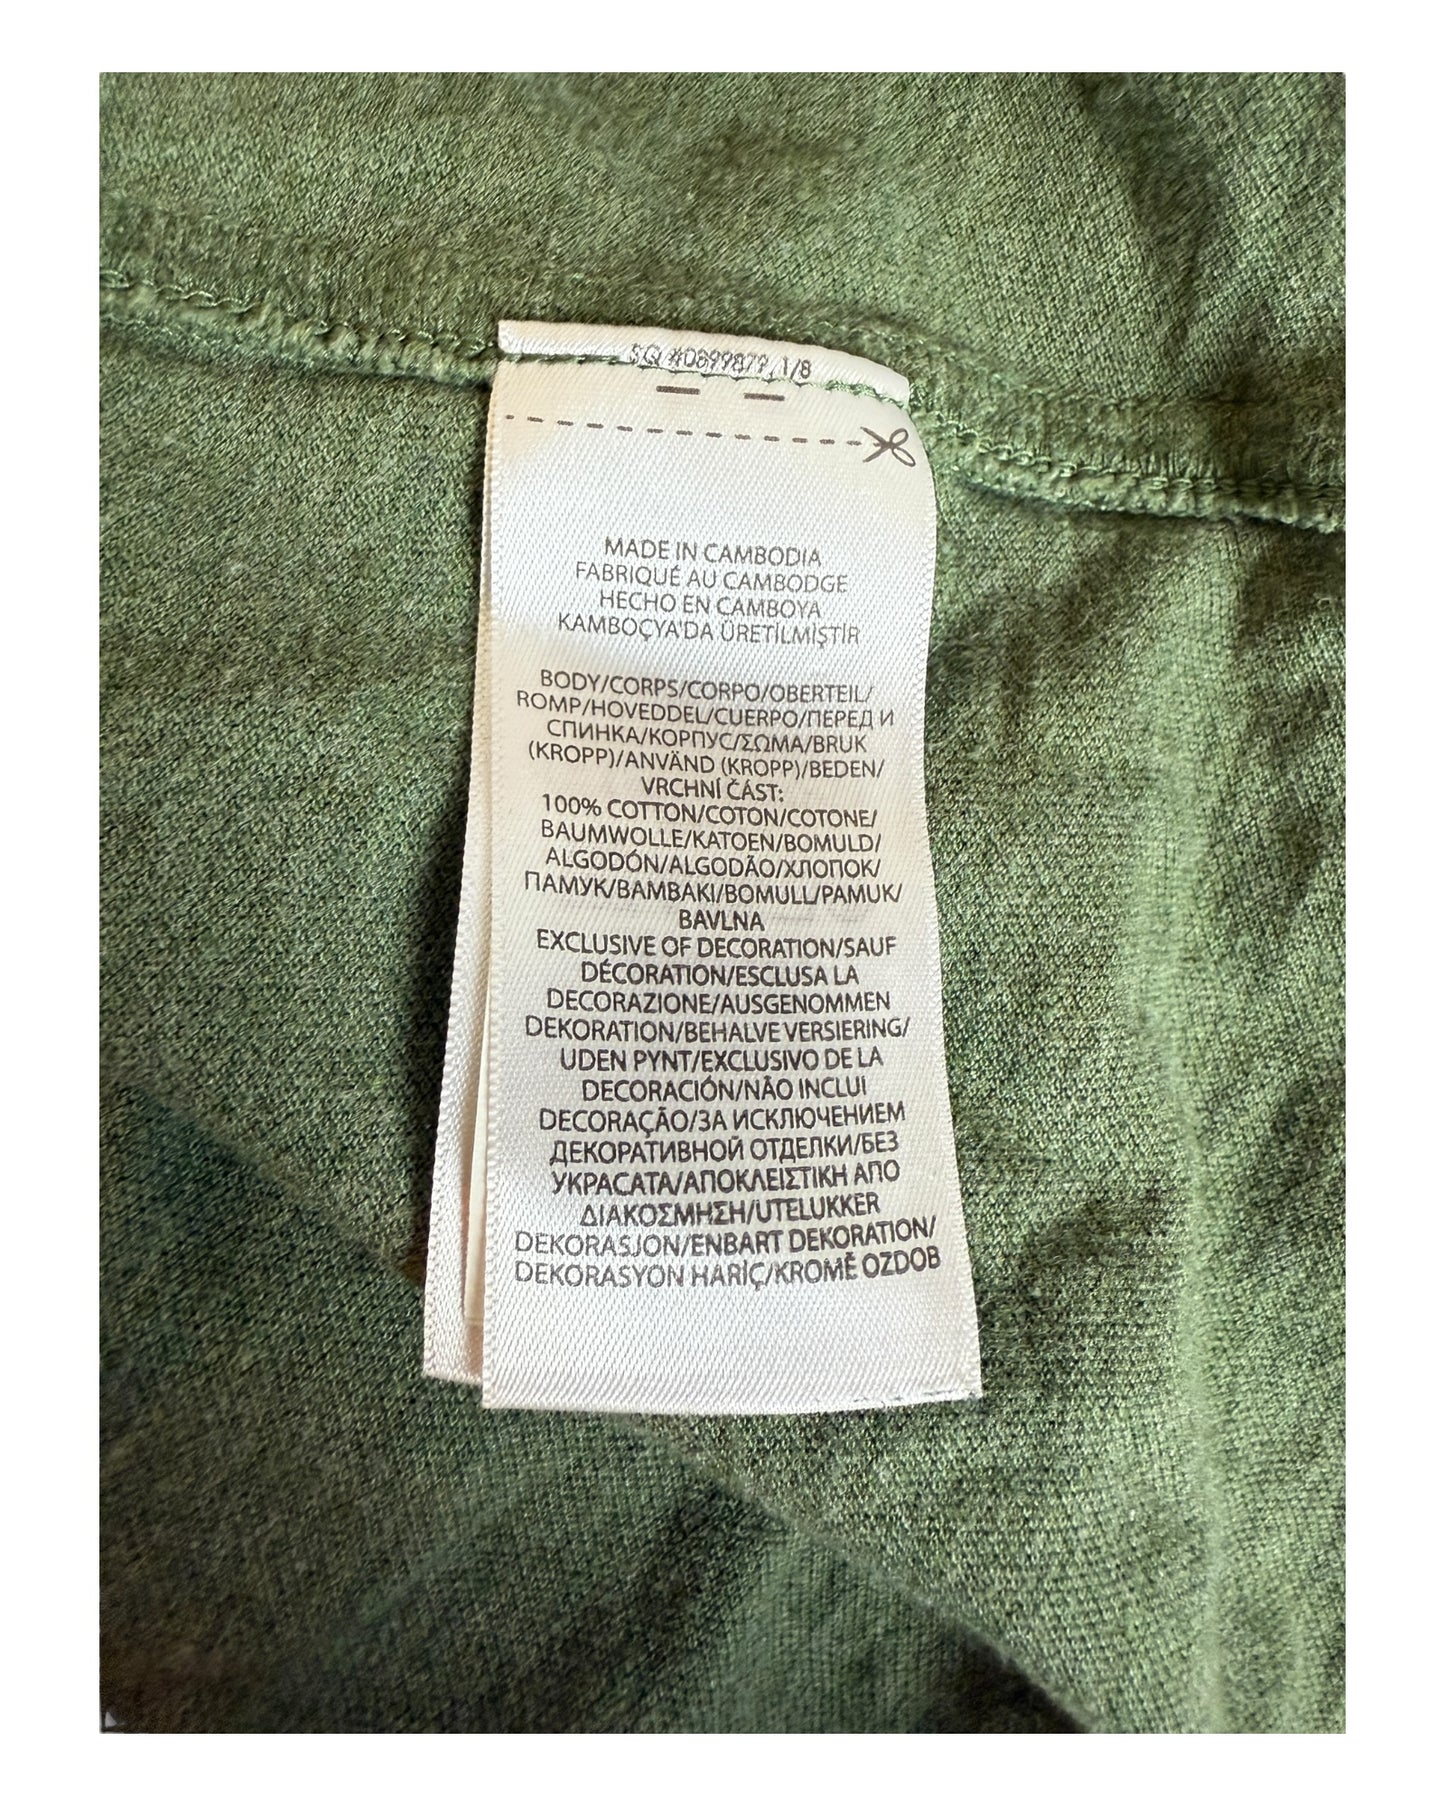 SQ #0899879, 1/8
MADE IN CAMBODIA
FABRIQUÉ AU CAMBODGE
HECHO EN CAMBOYA
KAMBOÇYA'DA ÜRETİLMİŞTİR
BODY/CORPS/CORPO/OBERTEIL/
ROMP/HOVEDDEL/CUERPO/ПЕРЕД И
СПИНКА/КОРПУС/ΣΩΜΑ/BRUK
(KROPP)/ANVÄND (KROPP)/BEDEN/
VRCHNÍ ČÁST:
100% COTTON/COTON/COTONE/
BAUMWOLLE/KATOEN/BOMULD/
ALGODÓN/ALGODÃO/ХЛОПОК/
ПАМУК/ΒΑΜΒΑΚΙ/BOMULL/PAMUK/
BAVLNA
EXCLUSIVE OF DECORATION/SAUF
DÉCORATION/ESCLUSA LA
DECORAZIONE/AUSGENOMMEN
DEKORATION/BEHALVE VERSIERING/
UDEN PYNT/EXCLUSIVO DE LA
DECORACIÓN/NÃO INCLUI
DECORAÇÃO/ЗА ИСКЛЮЧЕНИЕМ
ДЕКОРАТИВНОЙ ОТДЕЛКИ/БЕЗ
УКРАСАТА/ΑΠΟΚΛΕΙΣΤΙΚΗ ΑΠΟ
ΔΙΑΚΟΣΜΗΣΗ/UTELUKKER
DEKORASJON/ENBART DEKORATION/
DEKORASYON HARİÇ/KROMĚ OZDOB